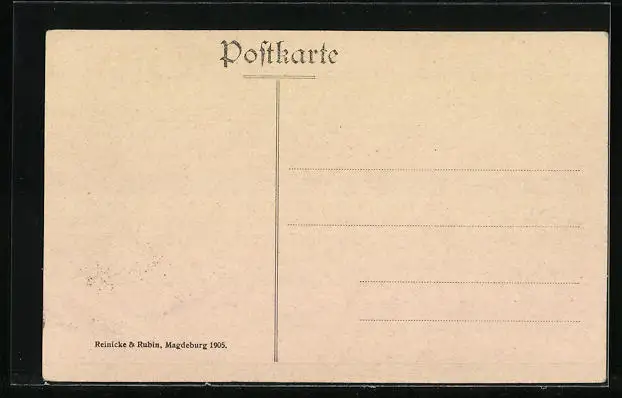 Postkarte
Reinicke & Rubin, Magdeburg 1905.